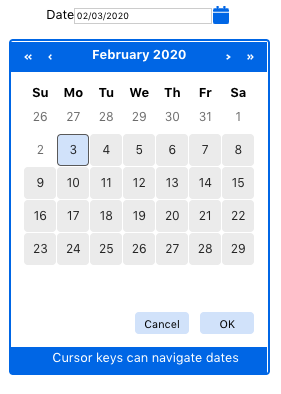 Date 02/03/2020
« ‹ February 2020 › »
Su Mo Tu We Th Fr Sa
26 27 28 29 30 31 1
2 3 4 5 6 7 8
9 10 11 12 13 14 15
16 17 18 19 20 21 22
23 24 25 26 27 28 29
Cancel OK
Cursor keys can navigate dates